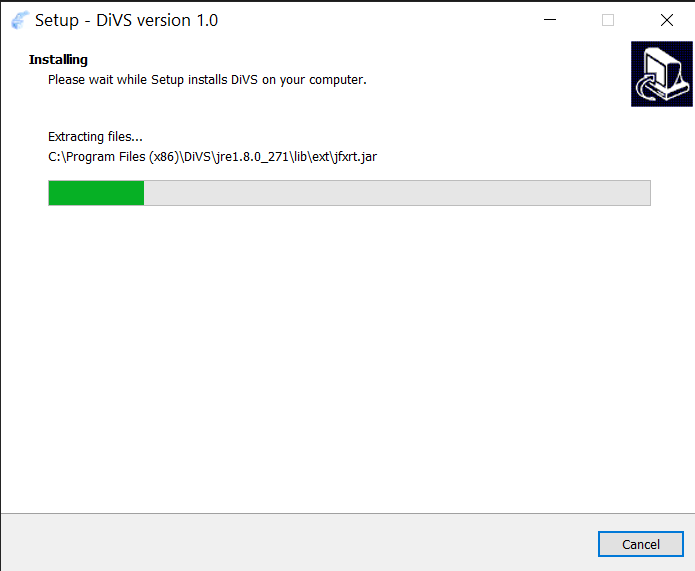 Setup - DiVS version 1.0
Installing
Please wait while Setup installs DiVS on your computer.
Extracting files...
C:\Program Files (x86)\DiVS\jre1.8.0_271\lib\ext\jfxrt.jar
Cancel